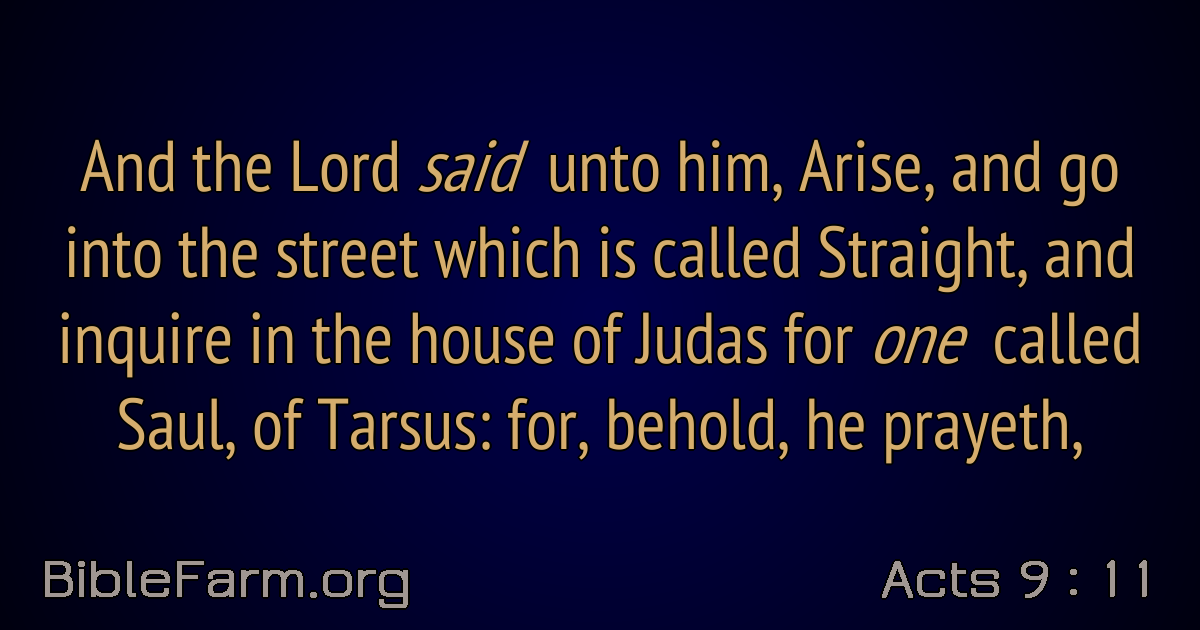 And the Lord said unto him, Arise, and go
into the street which is called Straight, and
inquire in the house of Judas for one called
Saul, of Tarsus: for, behold, he prayeth,
BibleFarm.org
Acts 9 : 11